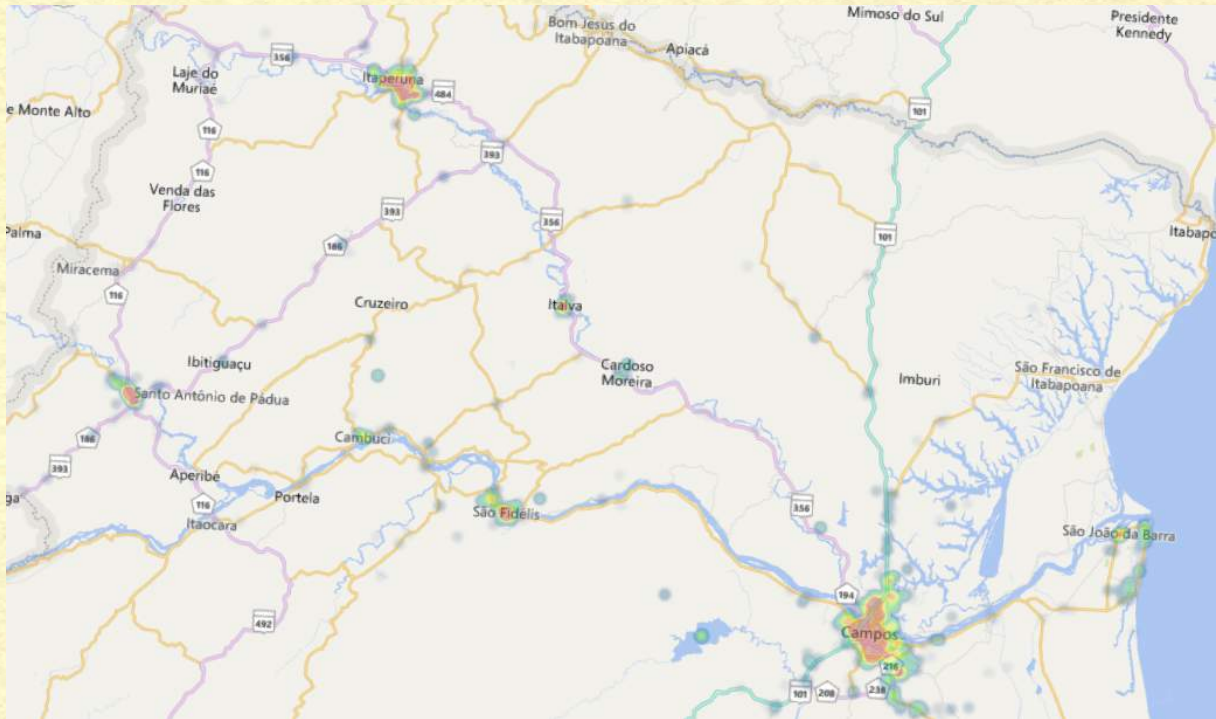 Mimoso do Sul
Presidente
Kennedy
Bom Jesus do
Itabapoana
Apiacá
356
Laje do
Muriaé
Itaperuna
484
e Monte Alto
101
116
393
116
Venda das
Flores
393
356
101
Palma
186
Itabapo
Miracema
116
Cruzeiro
Italva
Ibitiguaçu
Cardoso
Moreira
Imburi
São Francisco de
Itabapoana
Santo Antônio de Pádua
186
Cambuci
393
Aperibé
Portela
ga
116
São Fidélis
356
Itaocara
São João da Barra
194
492
Campos
216
101
208
238